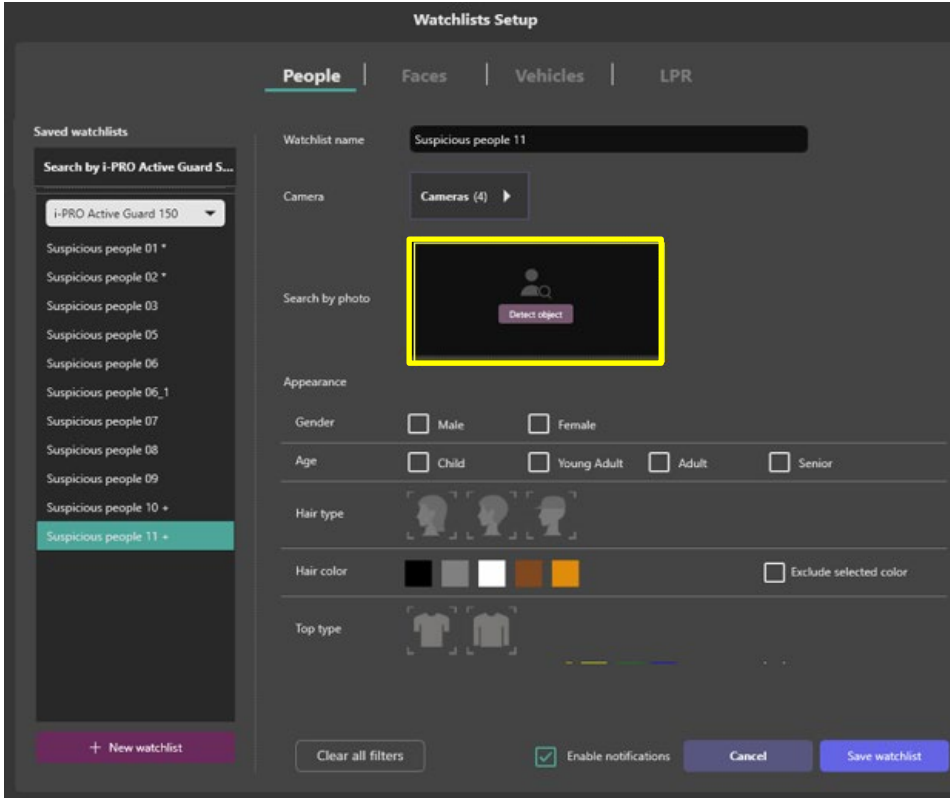 Watchlists Setup
People | Faces | Vehicles | LPR
Saved watchlists
Search by i-PRO Active Guard S...
i-PRO Active Guard 150
Suspicious people 01 *
Suspicious people 02 *
Suspicious people 03
Suspicious people 05
Suspicious people 06
Suspicious people 06_1
Suspicious people 07
Suspicious people 08
Suspicious people 09
Suspicious people 10 +
Suspicious people 11 +
+ New watchlist
Watchlist name Suspicious people 11
Camera Cameras (4)
Search by photo Detect object
Appearance
Gender Male Female
Age Child Young Adult Adult Senior
Hair type
Hair color Exclude selected color
Top type
Clear all filters Enable notifications Cancel Save watchlist